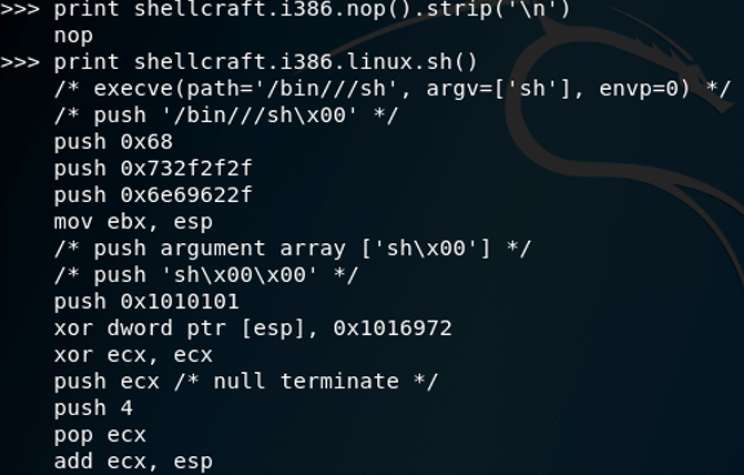 >>> print shellcraft.i386.nop().strip('\n')
nop
>>> print shellcraft.i386.linux.sh()
/* execve(path='/bin///sh', argv=['sh'], envp=0) */
/* push '/bin///sh\x00' */
push 0x68
push 0x732f2f2f
push 0x6e69622f
mov ebx, esp
/* push argument array ['sh\x00'] */
/* push 'sh\x00\x00' */
push 0x1010101
xor dword ptr [esp], 0x1016972
xor ecx, ecx
push ecx /* null terminate */
push 4
pop ecx
add ecx, esp